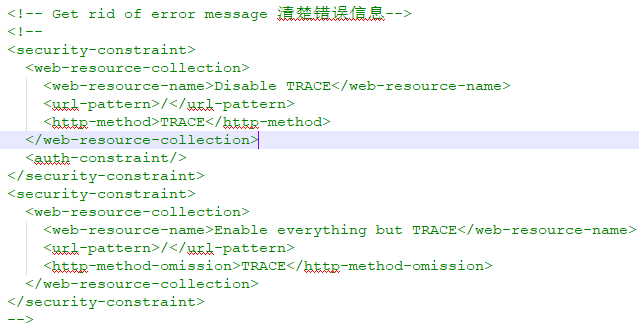 <!-- Get rid of error message 清楚错误信息-->
<!--
<security-constraint>
<web-resource-collection>
<web-resource-name>Disable TRACE</web-resource-name>
<url-pattern>/</url-pattern>
<http-method>TRACE</http-method>
</web-resource-collection>
<auth-constraint/>
</security-constraint>
<security-constraint>
<web-resource-collection>
<web-resource-name>Enable everything but TRACE</web-resource-name>
<url-pattern>/</url-pattern>
<http-method-omission>TRACE</http-method-omission>
</web-resource-collection>
</security-constraint>
-->